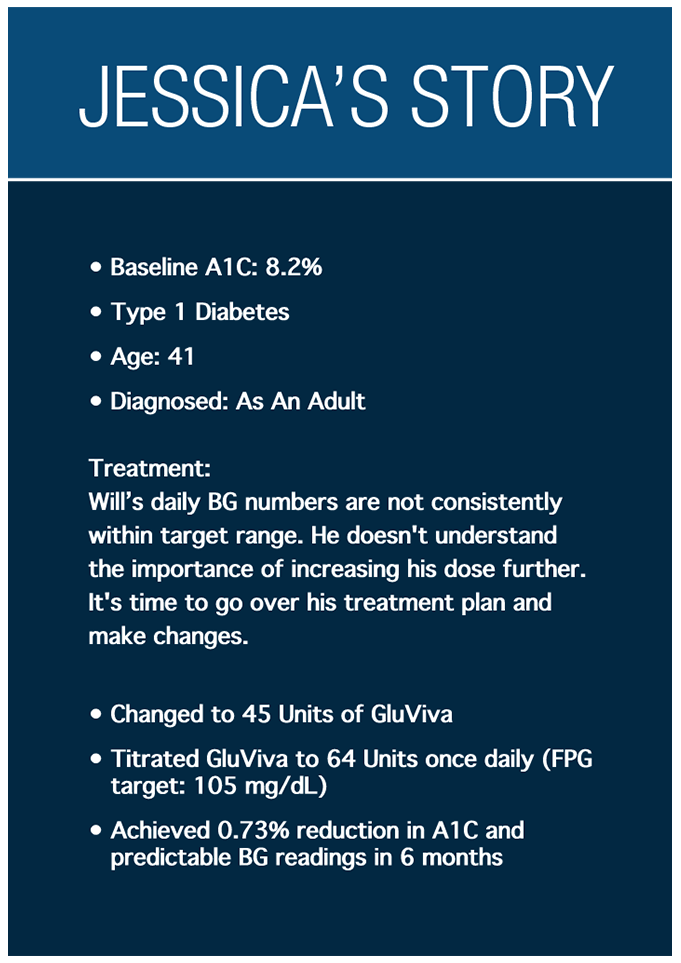 JESSICA’S STORY
• Baseline A1C: 8.2%
• Type 1 Diabetes
• Age: 41
• Diagnosed: As An Adult
Treatment:
Will’s daily BG numbers are not consistently
within target range. He doesn't understand
the importance of increasing his dose further.
It's time to go over his treatment plan and
make changes.
• Changed to 45 Units of GluViva
• Titrated GluViva to 64 Units once daily (FPG
target: 105 mg/dL)
• Achieved 0.73% reduction in A1C and
predictable BG readings in 6 months